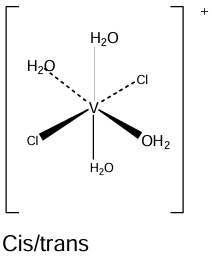 +
H₂O
H₂O
Cl
V
Cl
OH₂
H₂O
Cis/trans